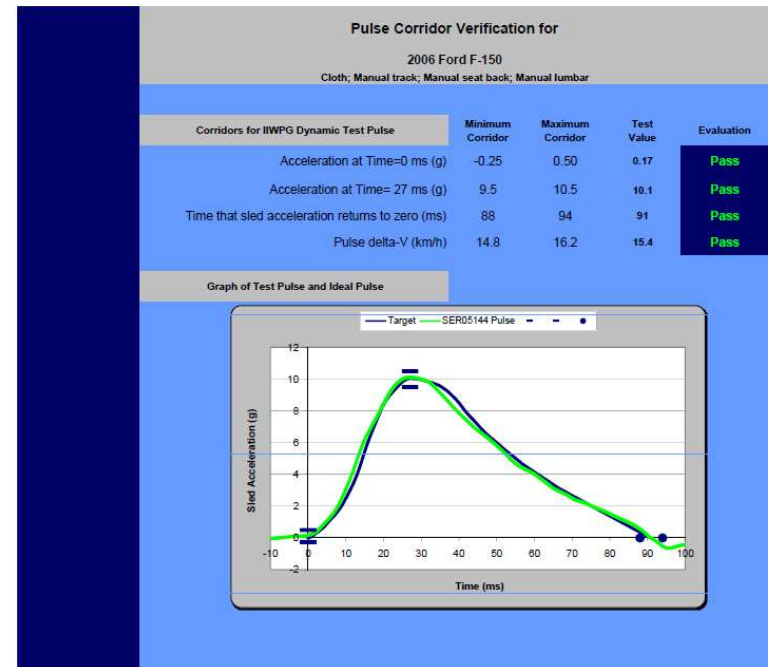 Pulse Corridor Verification for
2006 Ford F-150
Cloth; Manual track; Manual seat back; Manual lumbar
Corridors for IIWPG Dynamic Test Pulse
Minimum Corridor
Maximum Corridor
Test Value
Evaluation
Acceleration at Time=0 ms (g) -0.25 0.50 0.17 Pass
Acceleration at Time= 27 ms (g) 9.5 10.5 10.1 Pass
Time that sled acceleration returns to zero (ms) 88 94 91 Pass
Pulse delta-V (km/h) 14.8 16.2 15.4 Pass
Graph of Test Pulse and Ideal Pulse
Target SER05144 Pulse
12
10
8
6
4
2
0
-2
Sled Acceleration (g)
-10 0 10 20 30 40 50 60 70 80 90 100
Time (ms)